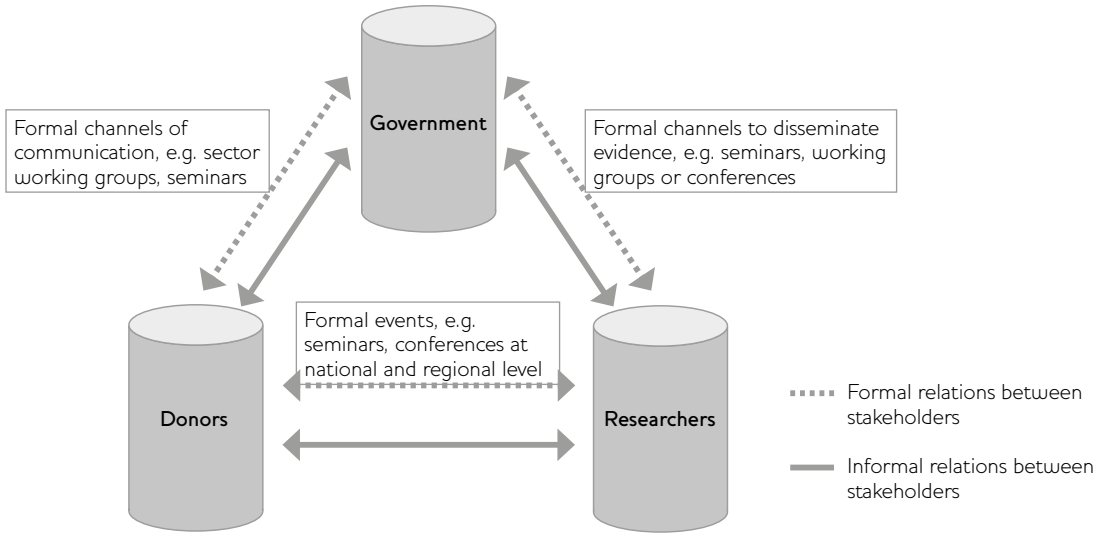 Government
Formal channels of
communication, e.g. sector
working groups, seminars
Formal channels to disseminate
evidence, e.g. seminars, working
groups or conferences
Formal events, e.g.
seminars, conferences at
national and regional level
Donors
Researchers
Formal relations between
stakeholders
Informal relations between
stakeholders